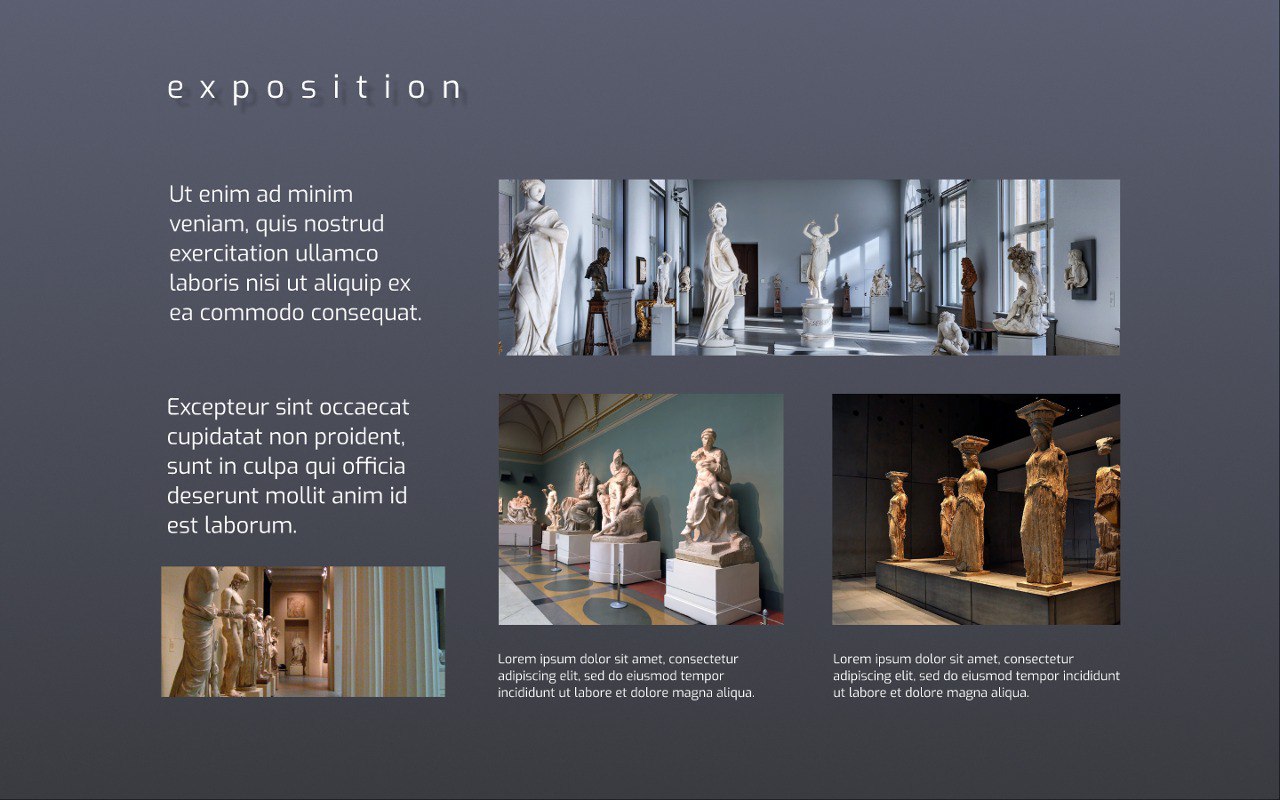 exposition
Ut enim ad minim
veniam, quis nostrud
exercitation ullamco
laboris nisi ut aliquip ex
ea commodo consequat.
Excepteur sint occaecat
cupidatat non proident,
sunt in culpa qui officia
deserunt mollit anim id
est laborum.
Lorem ipsum dolor sit amet, consectetur
adipiscing elit, sed do eiusmod tempor
incididunt ut labore et dolore magna aliqua.
Lorem ipsum dolor sit amet, consectetur
adipiscing elit, sed do eiusmod tempor incididunt
ut labore et dolore magna aliqua.